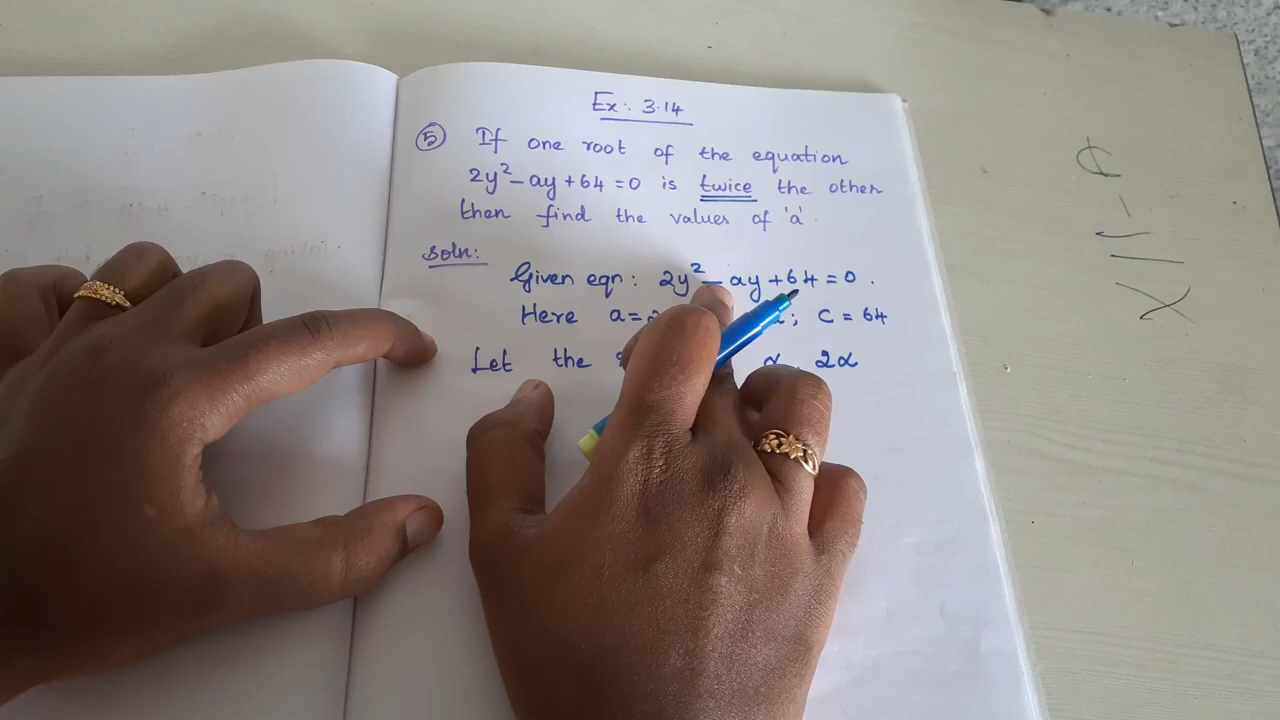 Ex: 3.14
5 If one root of the equation
2y² - ay + 64 = 0 is twice the other
then find the values of 'a'.
Soln:
Given eqn: 2y² - ay + 64 = 0.
Here a = ; c = 64
Let the α, 2α